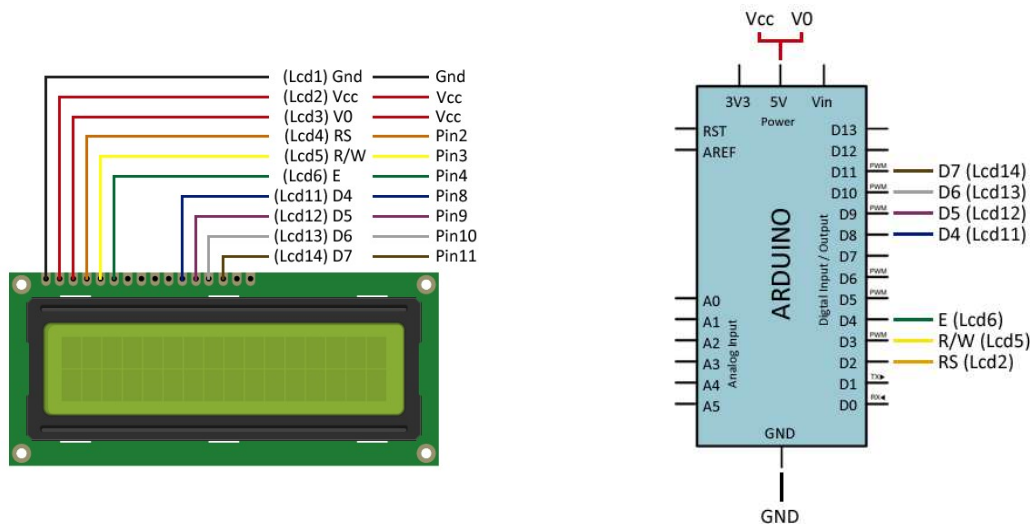 (Lcd1) Gnd Gnd
(Lcd2) Vcc Vcc
(Lcd3) V0 Vcc
(Lcd4) RS Pin2
(Lcd5) R/W Pin3
(Lcd6) E Pin4
(Lcd11) D4 Pin8
(Lcd12) D5 Pin9
(Lcd13) D6 Pin10
(Lcd14) D7 Pin11
Vcc V0
3V3 5V Vin
Power
RST D13
AREF D12
D11 PWM D7 (Lcd14)
D10 PWM D6 (Lcd13)
D9 PWM D5 (Lcd12)
D8 D4 (Lcd11)
D7
D6 PWM
D5 PWM
A0
A1 D4 E (Lcd6)
A2 D3 PWM R/W (Lcd5)
A3 D2 RS (Lcd2)
A4 D1 TX
A5 D0 RX
ARDUINO
Analog Input
Digtal Input / Output
GND
GND